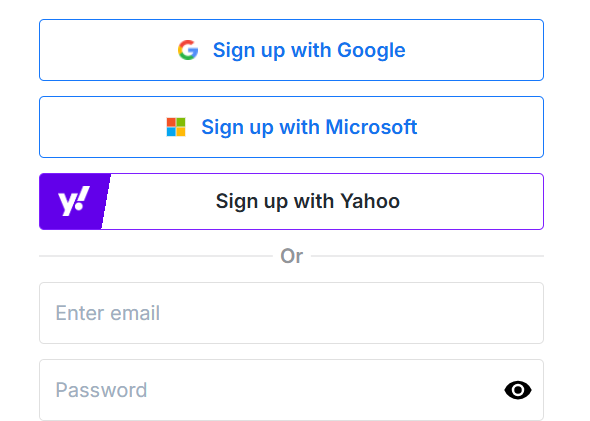 Sign up with Google
Sign up with Microsoft
y! Sign up with Yahoo
Or
Enter email
Password